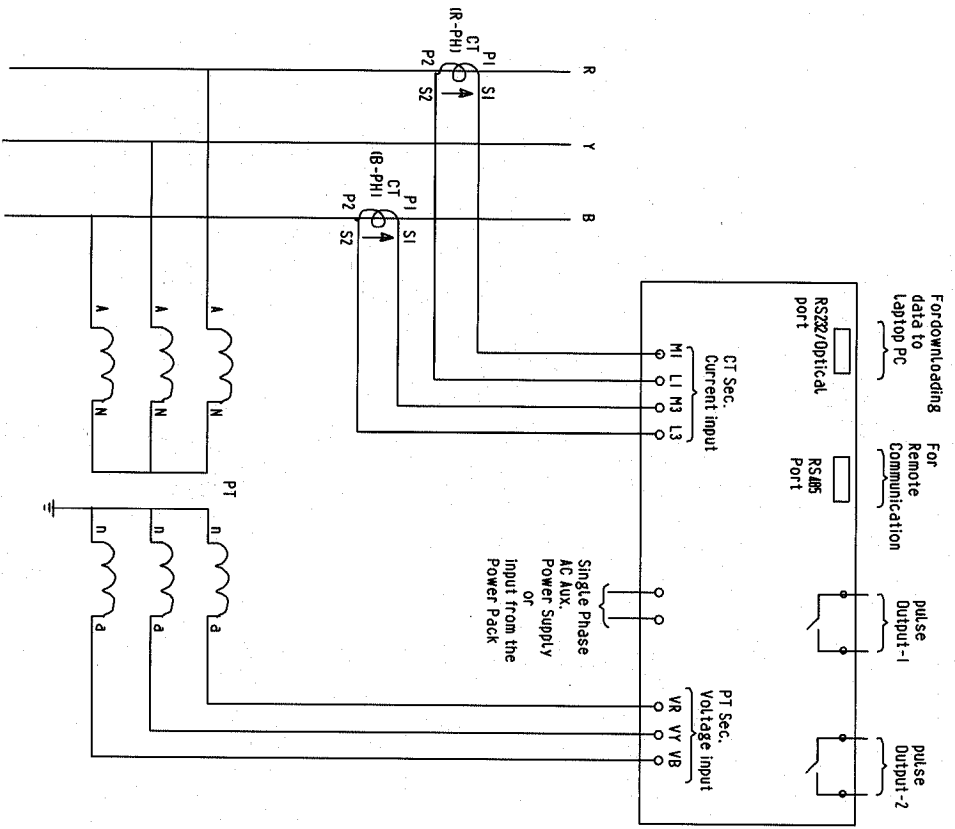 Fordownloading
data to
laptop PC
For
Remote
Communication
pulse
Output-1
pulse
Output-2
RS232/Optical
port
RS485
Port
CT Sec.
Current input
PT Sec.
Voltage input
M1 L1 M3 L3
VR VY VB
Single Phase
AC Aux.
Power Supply
or
input from the
Power Pack
R
Y
B
P1
CT
(R-PH)
P2
S1
S2
P1
CT
(B-PH)
P2
S1
S2
PT
A N n a
A N n a
A N n a